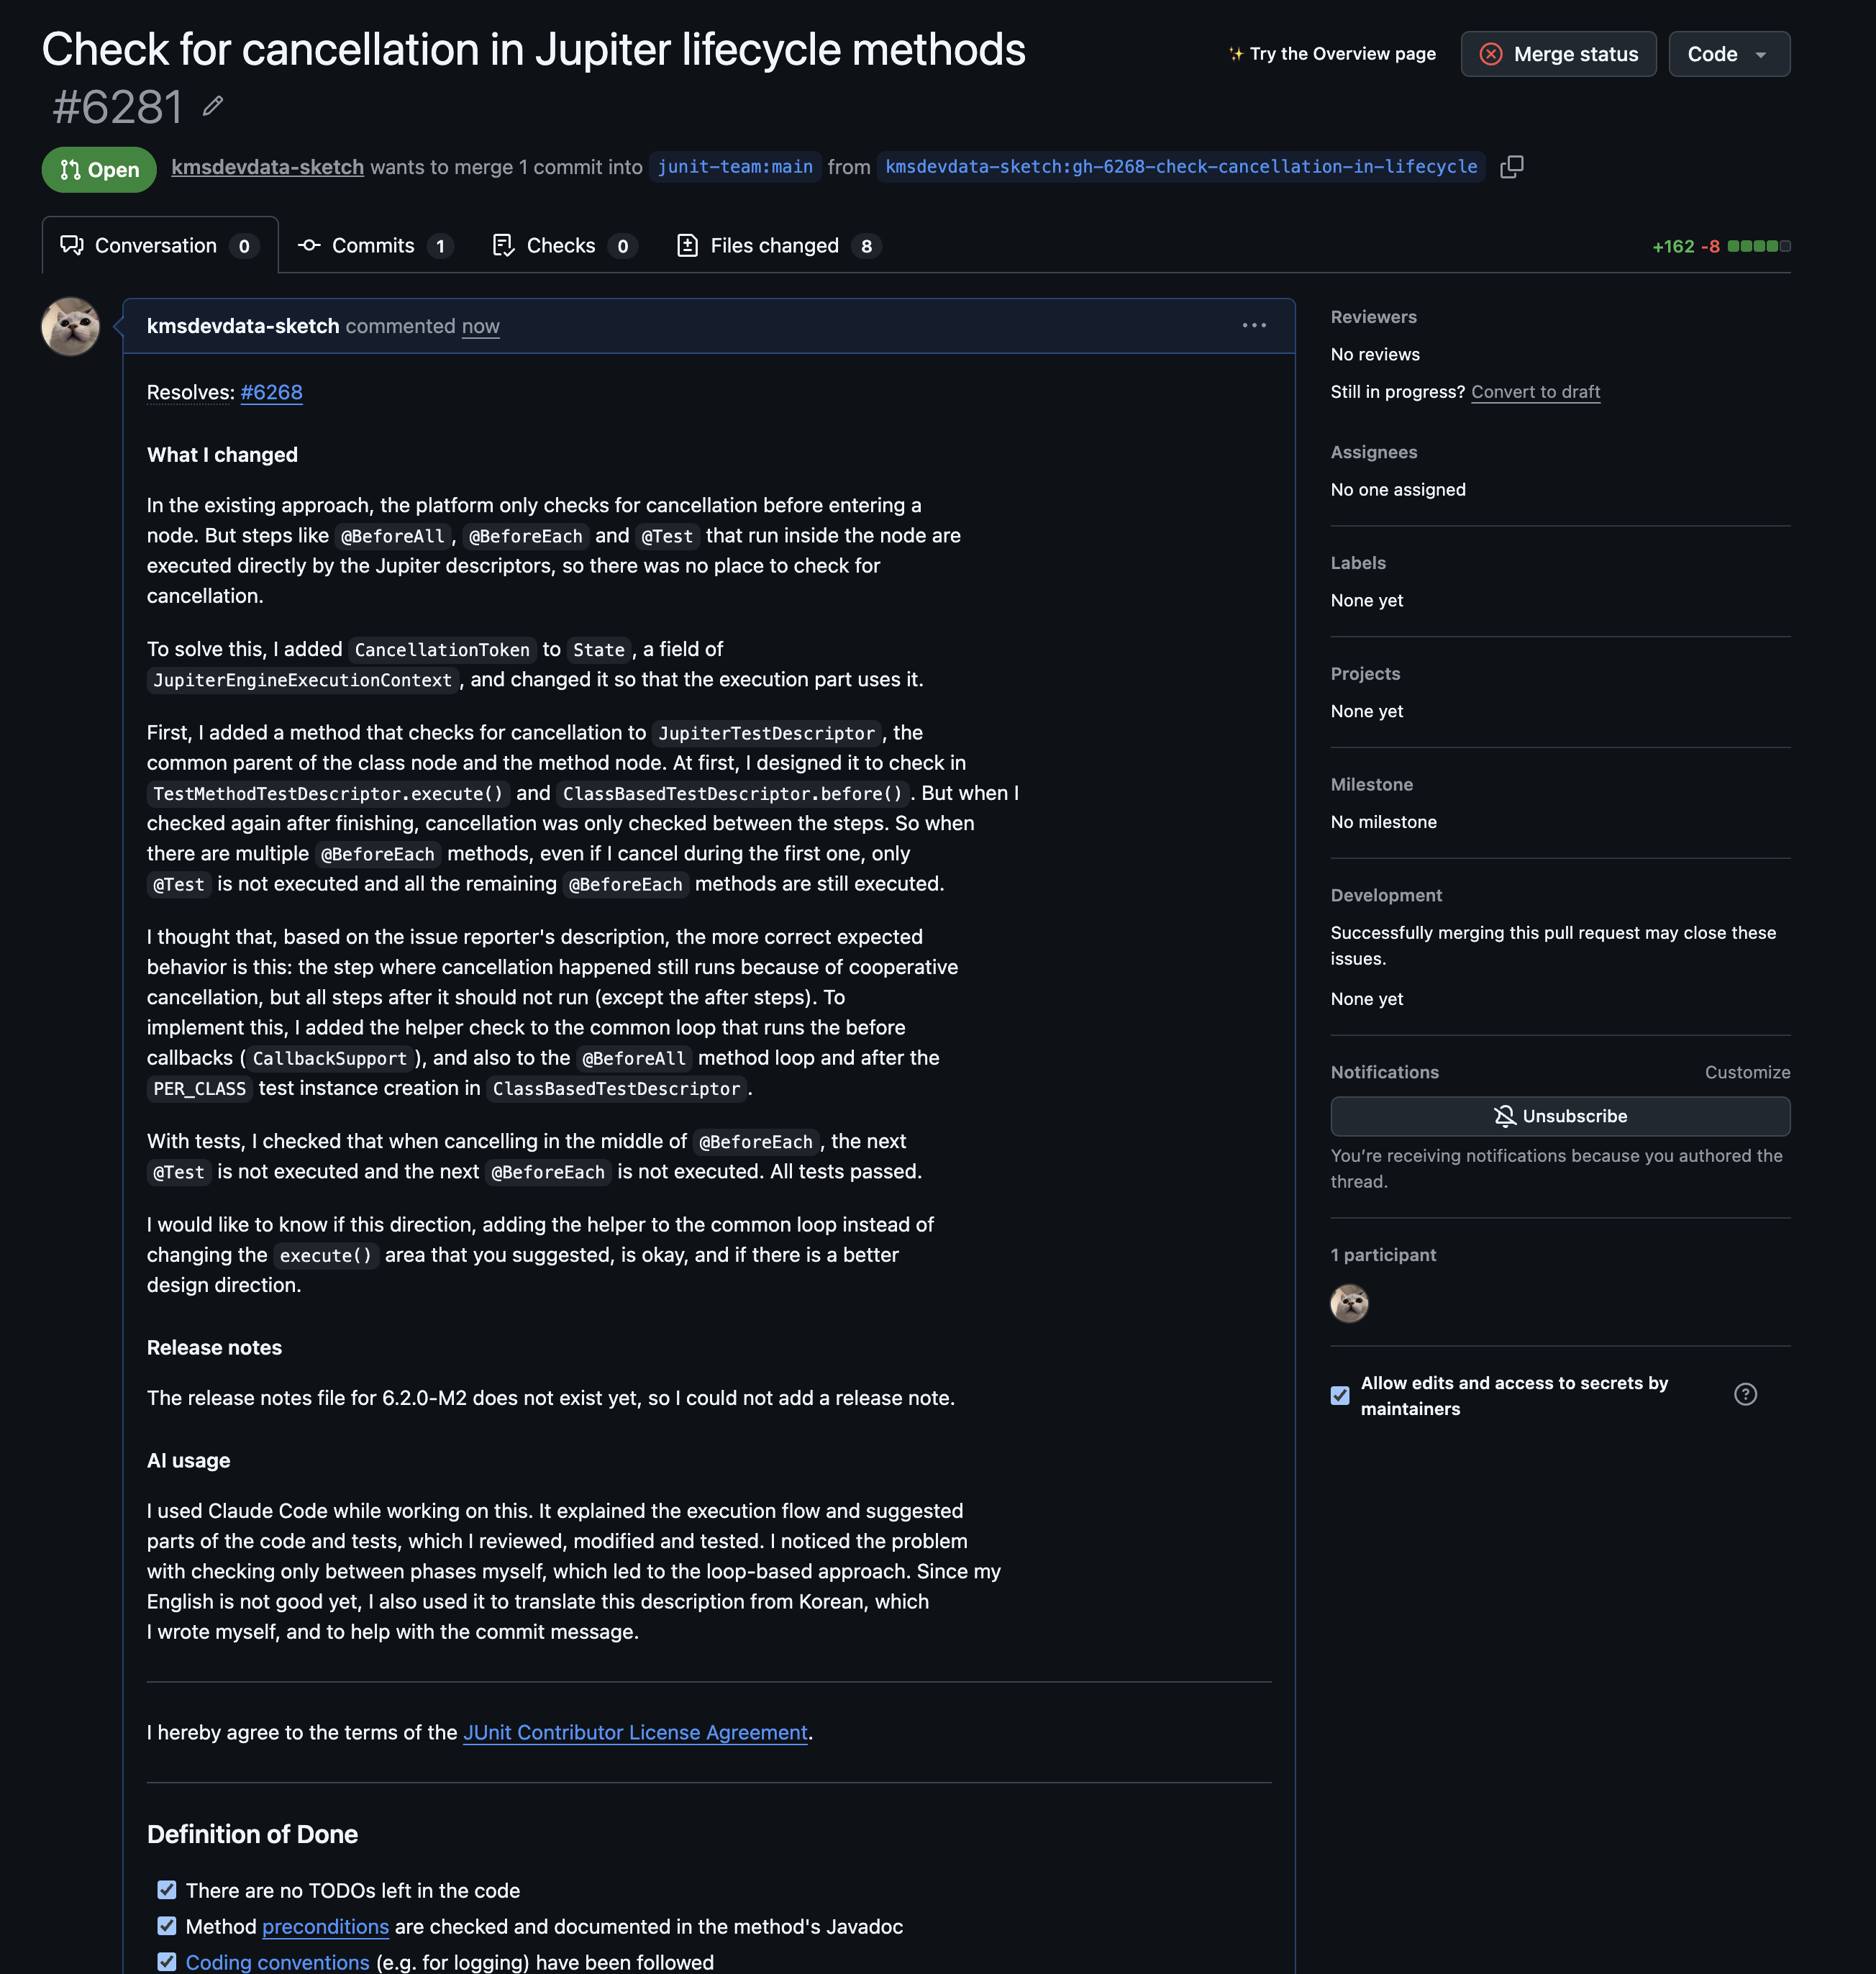 Check for cancellation in Jupiter lifecycle methods
#6281
Try the Overview page
Merge status
Code
Open
kmsdevdata-sketch wants to merge 1 commit into junit-team:main from kmsdevdata-sketch:gh-6268-check-cancellation-in-lifecycle
Conversation 0
Commits 1
Checks 0
Files changed 8
+162 -8
kmsdevdata-sketch commented now
Resolves: #6268
What I changed
In the existing approach, the platform only checks for cancellation before entering a
node. But steps like @BeforeAll, @BeforeEach and @Test that run inside the node are
executed directly by the Jupiter descriptors, so there was no place to check for
cancellation.
To solve this, I added CancellationToken to State, a field of
JupiterEngineExecutionContext, and changed it so that the execution part uses it.
First, I added a method that checks for cancellation to JupiterTestDescriptor, the
common parent of the class node and the method node. At first, I designed it to check in
TestMethodTestDescriptor.execute() and ClassBasedTestDescriptor.before(). But when I
checked again after finishing, cancellation was only checked between the steps. So when
there are multiple @BeforeEach methods, even if I cancel during the first one, only
@Test is not executed and all the remaining @BeforeEach methods are still executed.
I thought that, based on the issue reporter's description, the more correct expected
behavior is this: the step where cancellation happened still runs because of cooperative
cancellation, but all steps after it should not run (except the after steps). To
implement this, I added the helper check to the common loop that runs the before
callbacks (CallbackSupport), and also to the @BeforeAll method loop and after the
PER_CLASS test instance creation in ClassBasedTestDescriptor.
With tests, I checked that when cancelling in the middle of @BeforeEach, the next
@Test is not executed and the next @BeforeEach is not executed. All tests passed.
I would like to know if this direction, adding the helper to the common loop instead of
changing the execute() area that you suggested, is okay, and if there is a better
design direction.
Release notes
The release notes file for 6.2.0-M2 does not exist yet, so I could not add a release note.
AI usage
I used Claude Code while working on this. It explained the execution flow and suggested
parts of the code and tests, which I reviewed, modified and tested. I noticed the problem
with checking only between phases myself, which led to the loop-based approach. Since my
English is not good yet, I also used it to translate this description from Korean, which
I wrote myself, and to help with the commit message.
I hereby agree to the terms of the JUnit Contributor License Agreement.
Definition of Done
There are no TODOs left in the code
Method preconditions are checked and documented in the method's Javadoc
Coding conventions (e.g. for logging) have been followed
Reviewers
No reviews
Still in progress? Convert to draft
Assignees
No one assigned
Labels
None yet
Projects
None yet
Milestone
No milestone
Development
Successfully merging this pull request may close these
issues.
None yet
Notifications
Customize
Unsubscribe
You're receiving notifications because you authored the
thread.
1 participant
Allow edits and access to secrets by
maintainers